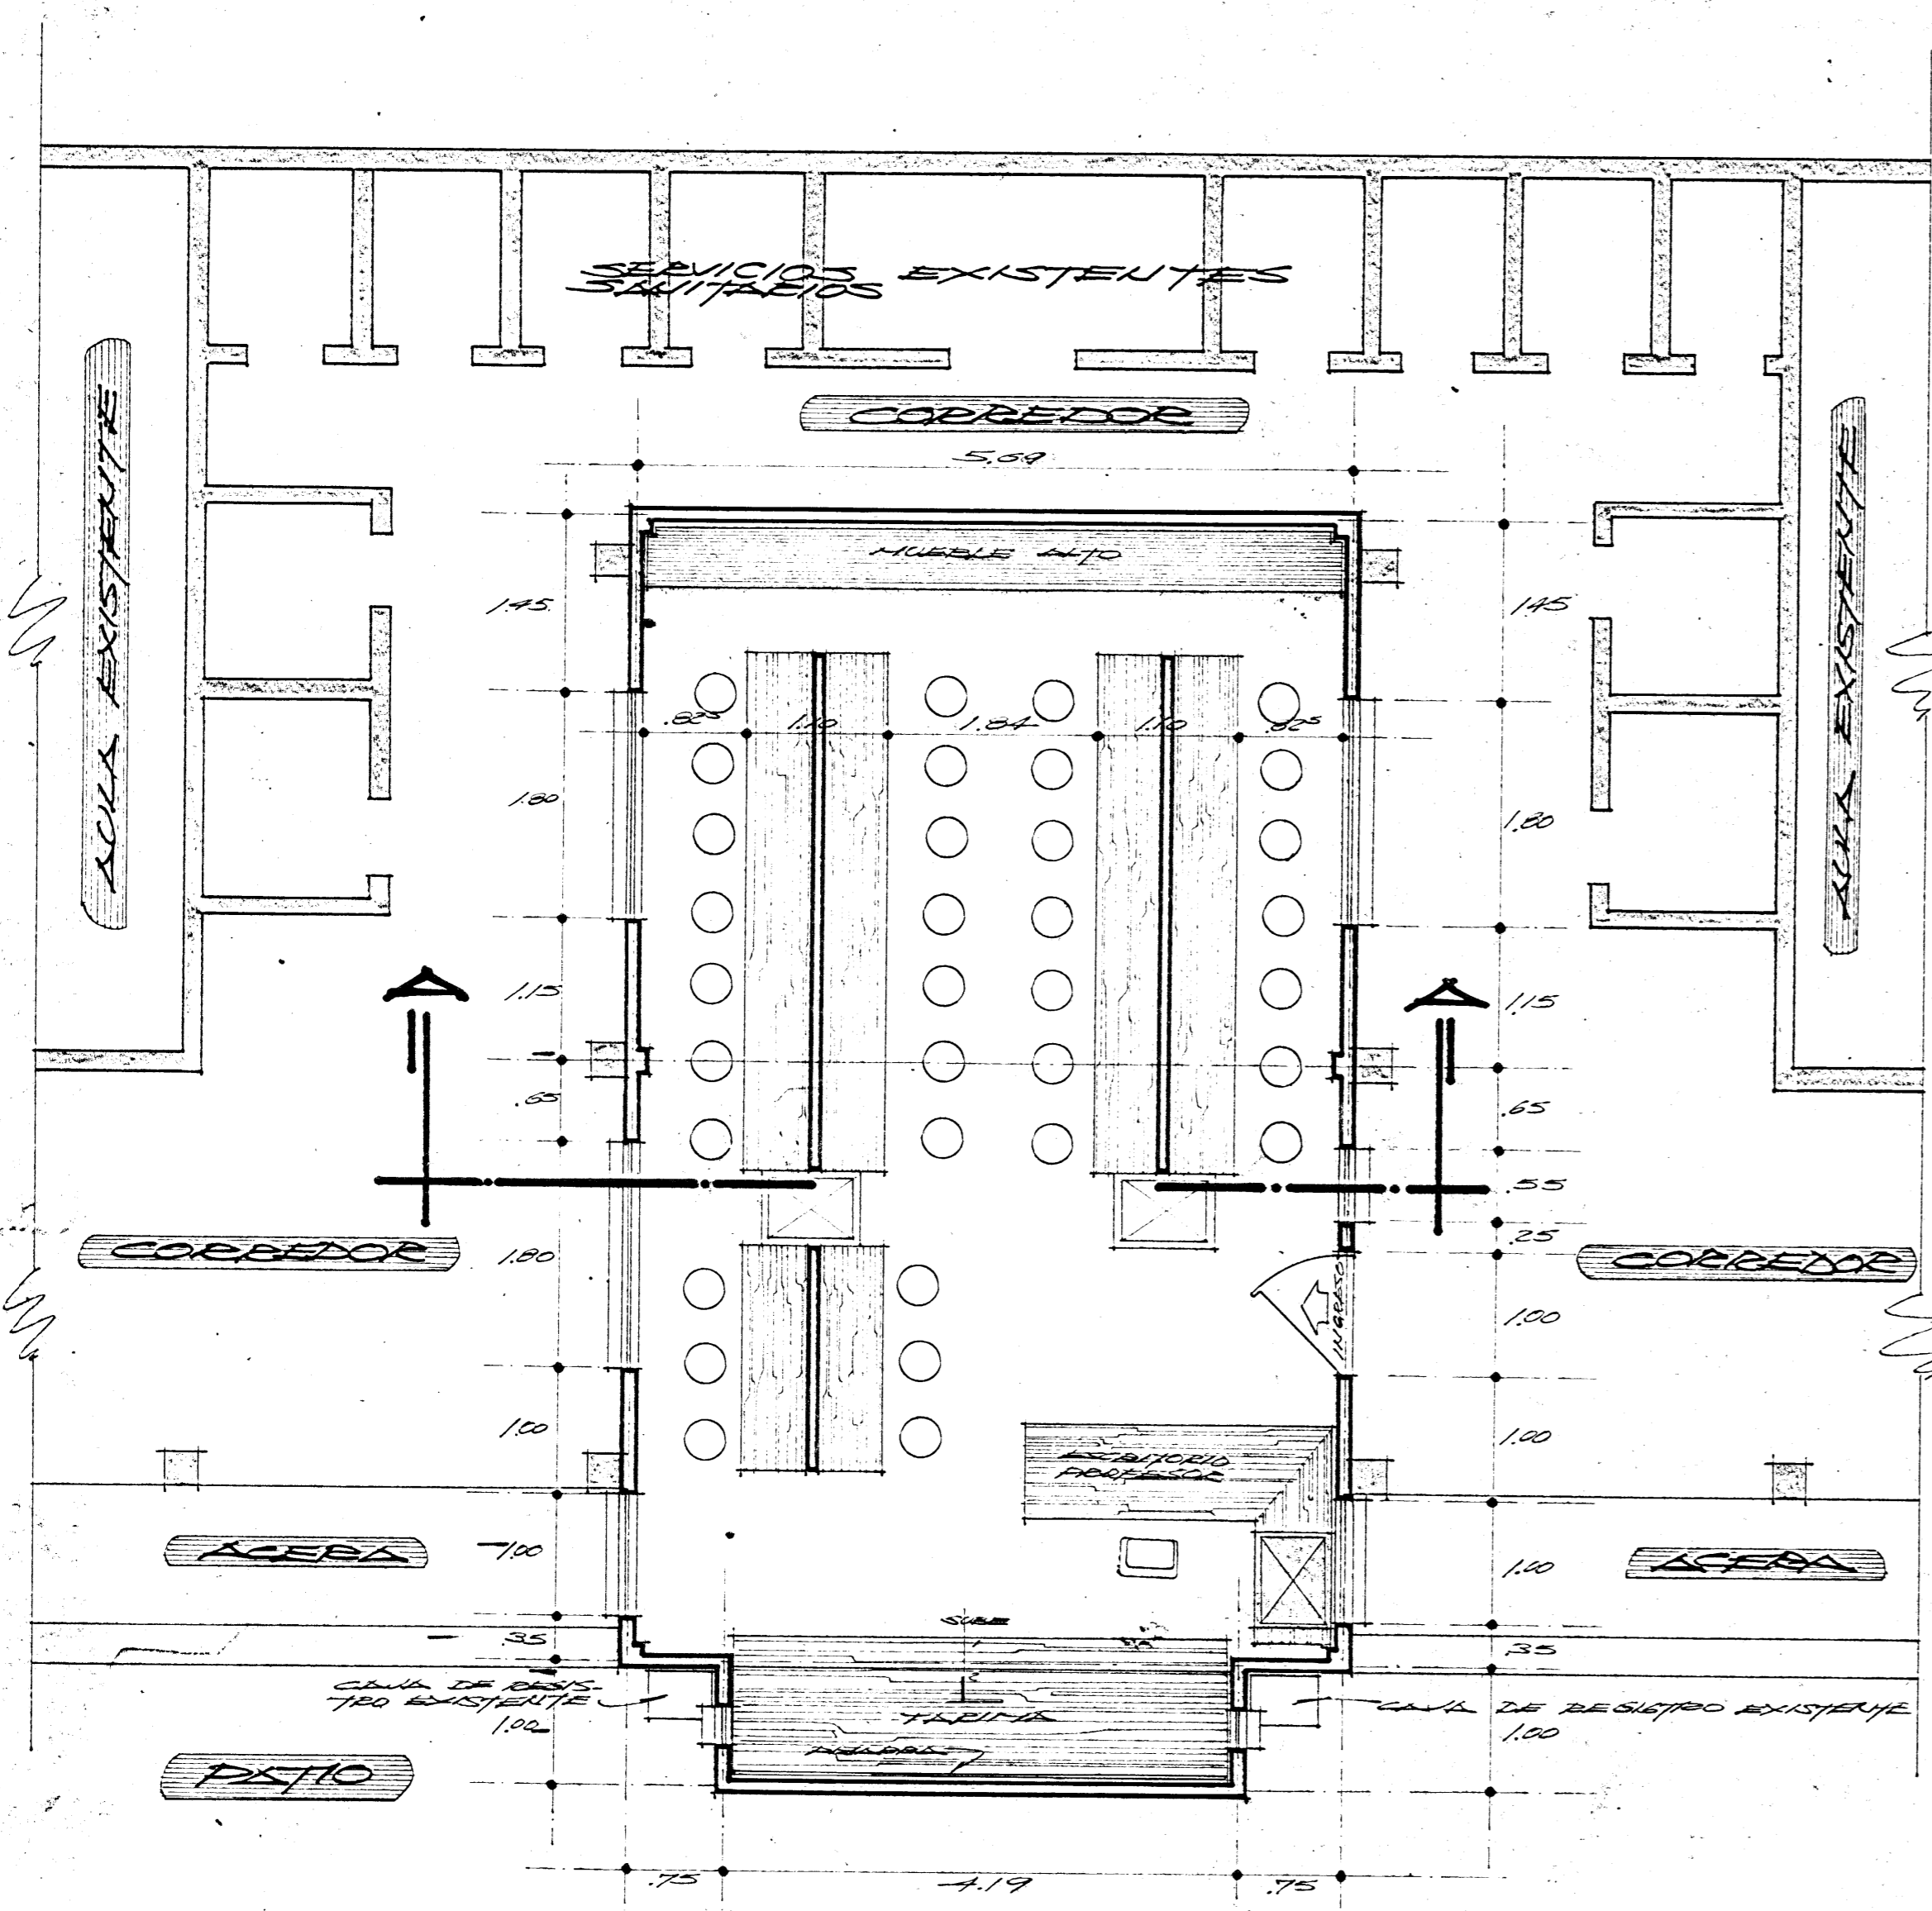 SERVICIOS EXISTENTES
SANITARIOS
CORREDOR
5.69
AULA EXISTENTE
AULA EXISTENTE
MUEBLE ALTO
1.45
1.45
.825
1.10
1.84
1.10
.825
1.80
1.80
A
A
1.15
1.15
.65
.65
.55
.25
CORREDOR
CORREDOR
1.80
INGRESO
1.00
1.00
1.00
ESCRITORIO
PROFESOR
ACERA
ACERA
1.00
1.00
SUBE
.35
.35
CAJA DE REGIS-
TRO EXISTENTE
1.00
CAJA DE REGISTRO EXISTENTE
1.00
TARIMA
PIZARRA
PATIO
.75
4.19
.75